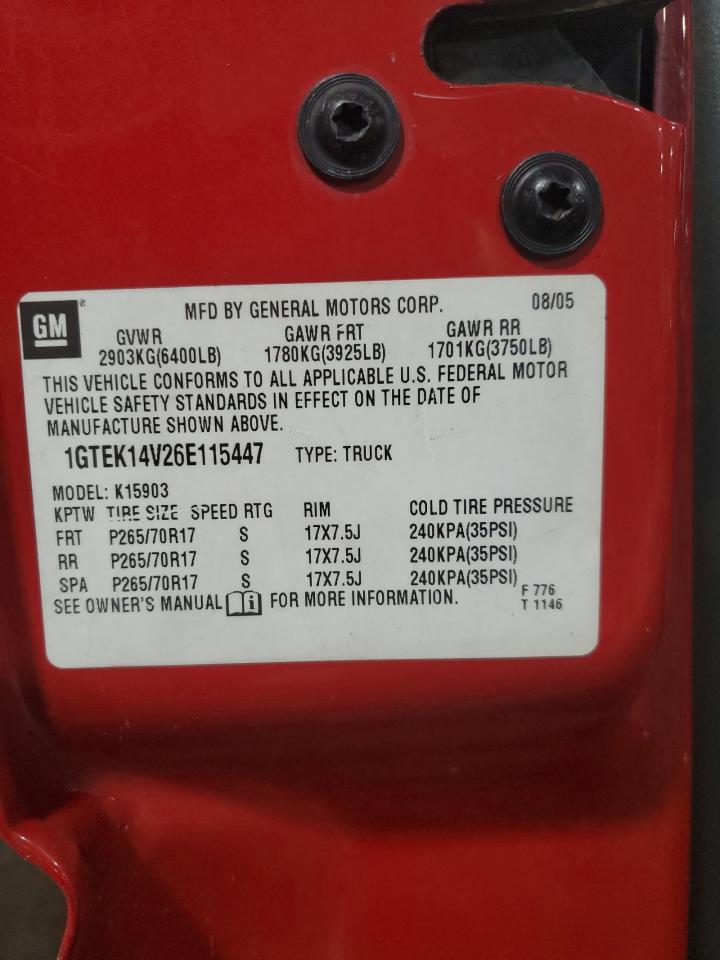 GM
MFD BY GENERAL MOTORS CORP. 08/05
GVWR GAWR FRT GAWR RR
2903KG(6400LB) 1780KG(3925LB) 1701KG(3750LB)
THIS VEHICLE CONFORMS TO ALL APPLICABLE U.S. FEDERAL MOTOR
VEHICLE SAFETY STANDARDS IN EFFECT ON THE DATE OF
MANUFACTURE SHOWN ABOVE.
1GTEK14V26E115447 TYPE: TRUCK
MODEL: K15903
KPTW TIRE SIZE SPEED RTG RIM COLD TIRE PRESSURE
FRT P265/70R17 S 17X7.5J 240KPA(35PSI)
RR P265/70R17 S 17X7.5J 240KPA(35PSI)
SPA P265/70R17 S 17X7.5J 240KPA(35PSI)
SEE OWNER'S MANUAL FOR MORE INFORMATION.
F 776
T 1146